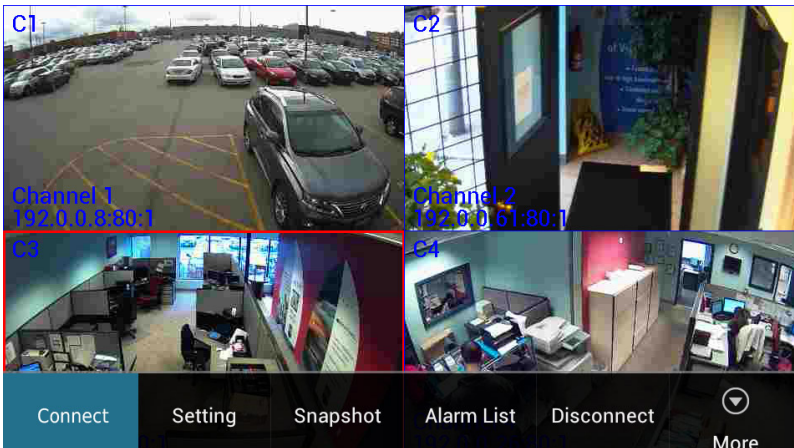 C1
Channel 1
192.0.0.8:80:1
C2
Channel 2
192.0.0.61:80:1
C3
C4
Connect
Setting
Snapshot
Alarm List
Disconnect
More